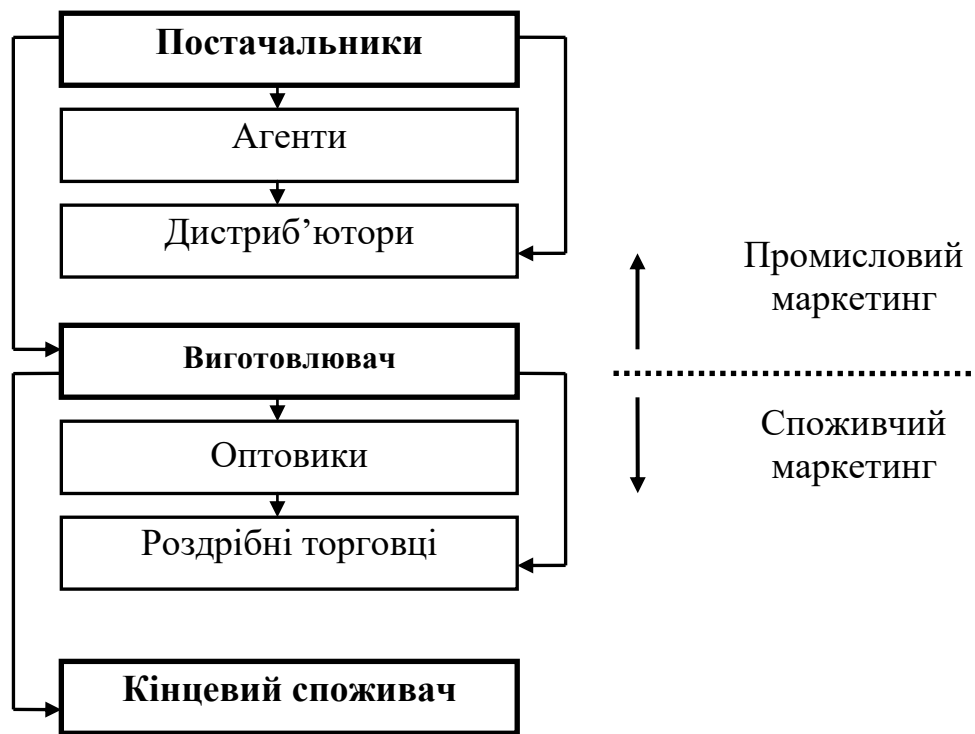 Постачальники
Агенти
Дистриб’ютори
Промисловий
маркетинг
Виготовлювач
Споживчий
маркетинг
Оптовики
Роздрібні торговці
Кінцевий споживач